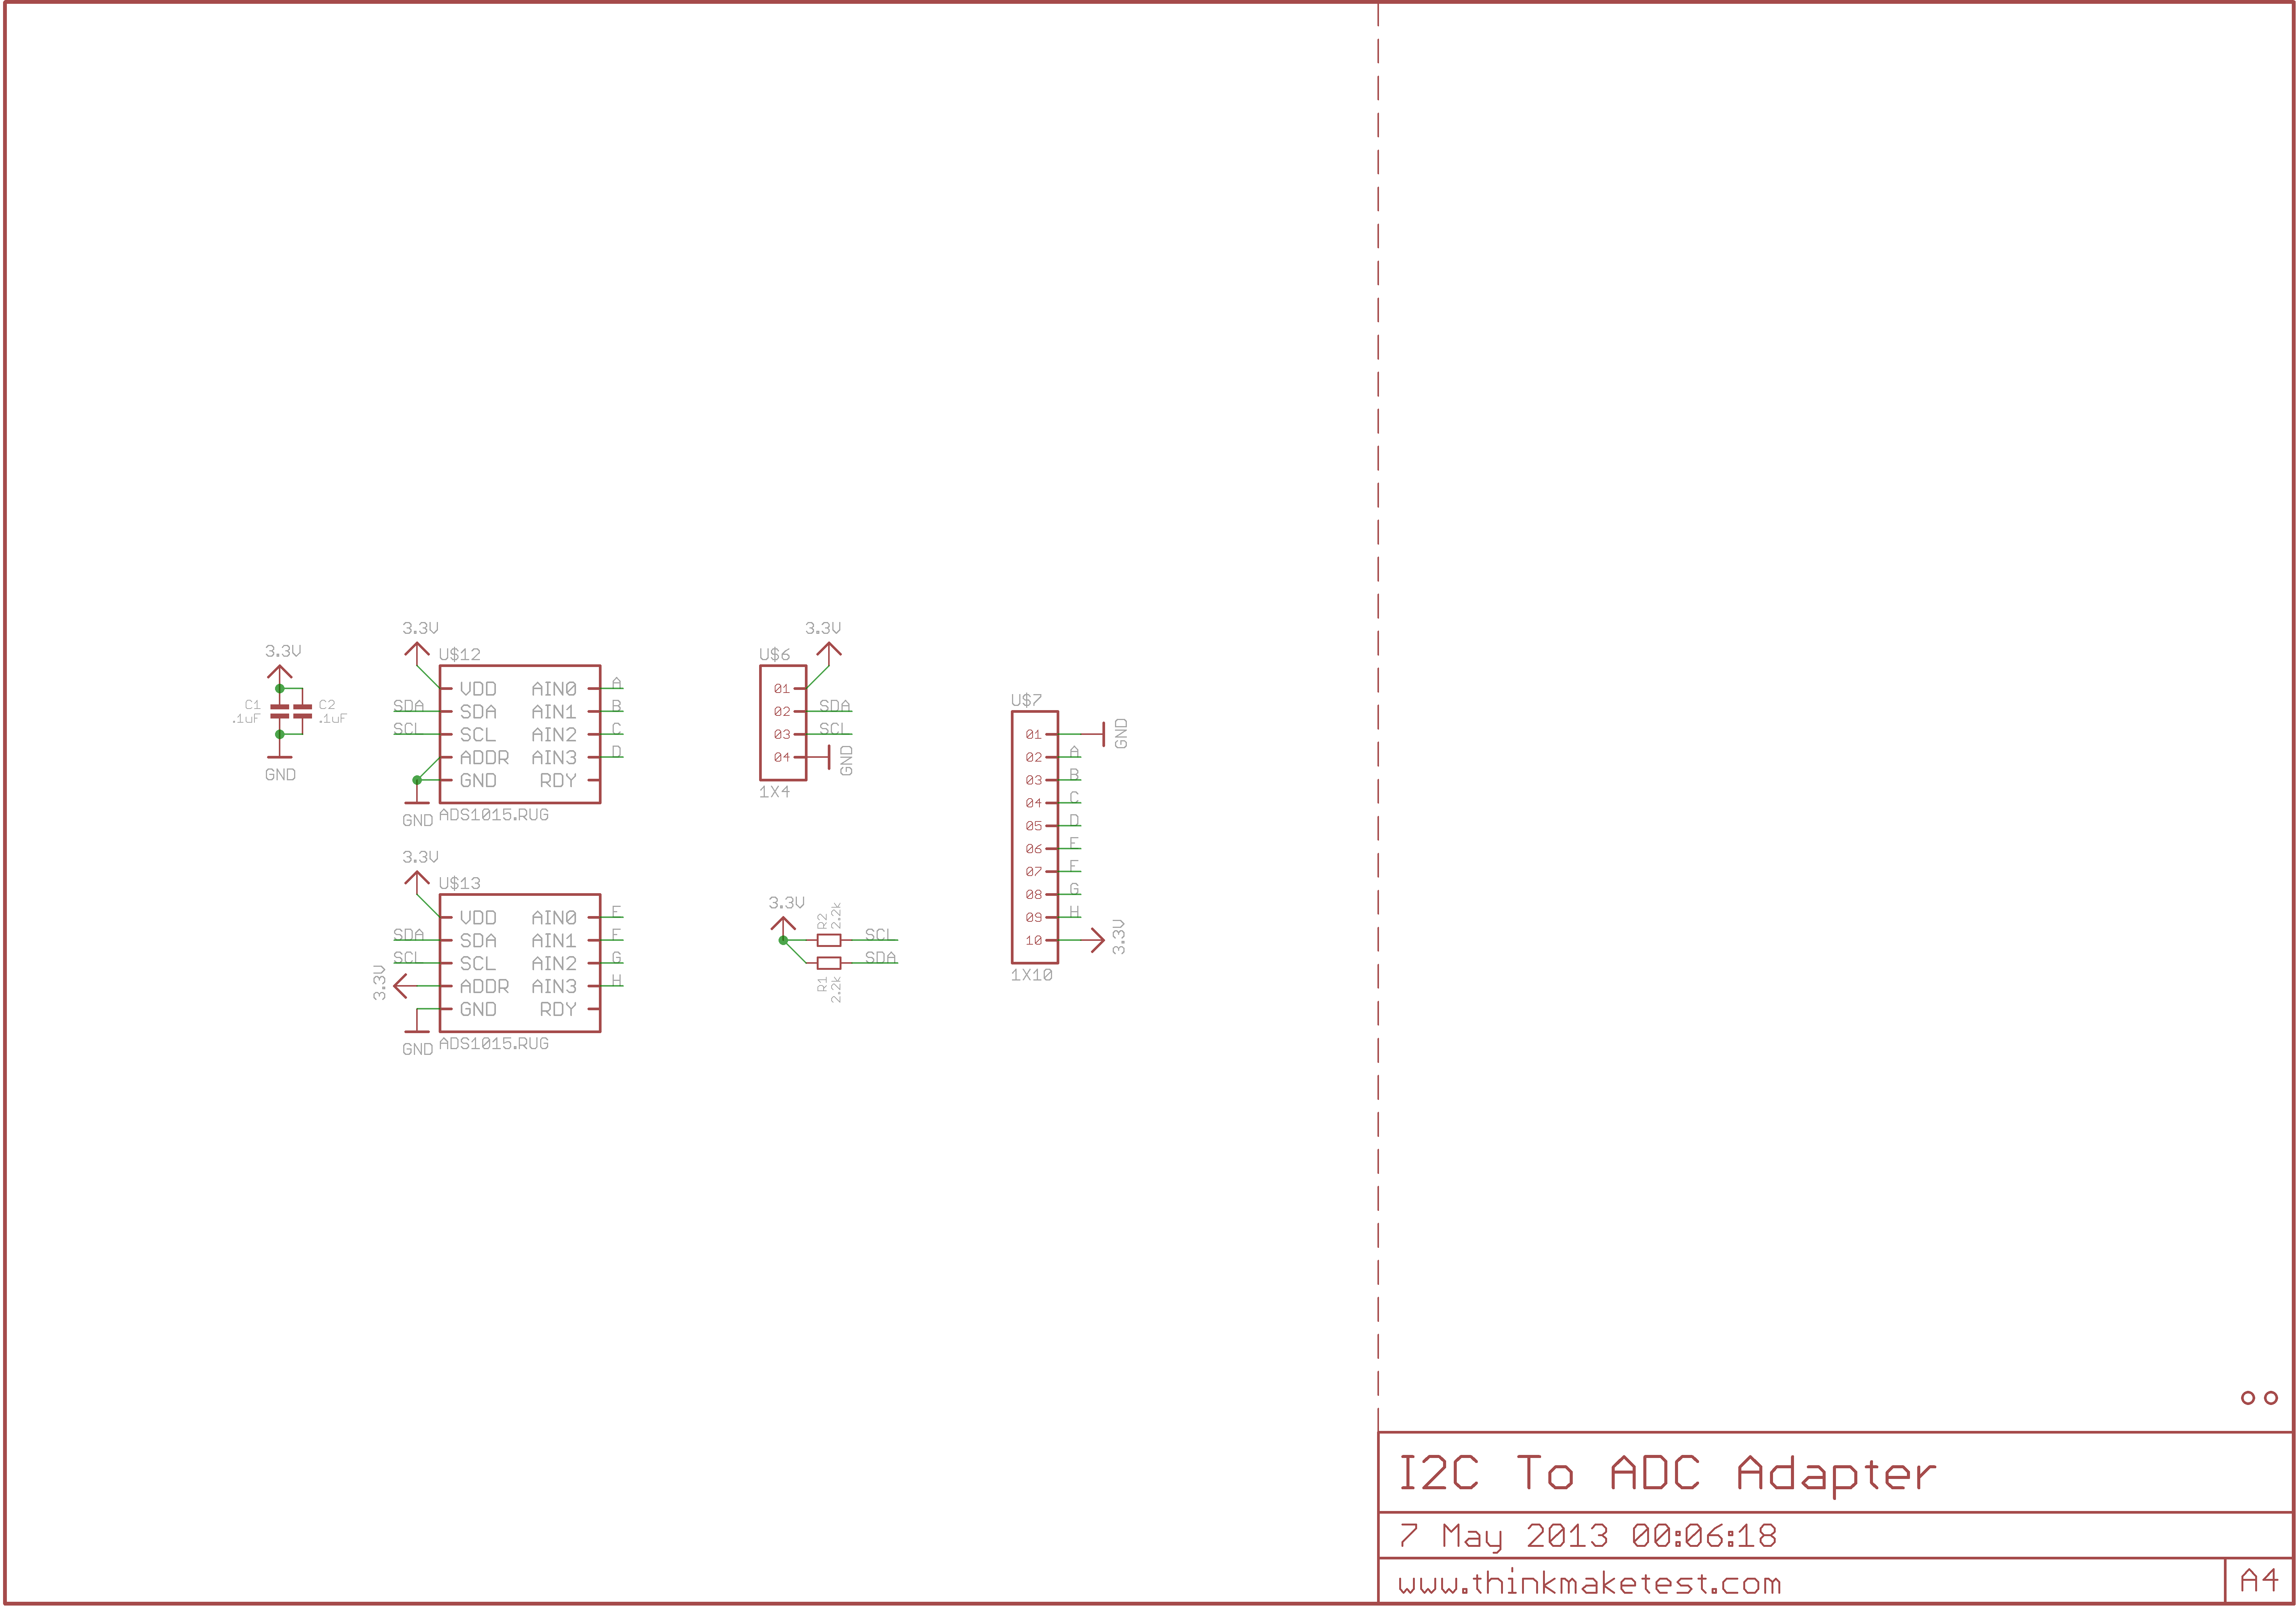 3.3V
C1
.1uF
C2
.1uF
GND
3.3V
U$12
VDD AIN0 A
SDA SDA AIN1 B
SCL SCL AIN2 C
ADDR AIN3 D
GND RDY
GND
ADS1015.RUG
3.3V
U$13
VDD AIN0 E
SDA SDA AIN1 F
SCL SCL AIN2 G
3.3V ADDR AIN3 H
GND RDY
GND
ADS1015.RUG
3.3V
U$6
01
02 SDA
03 SCL
04 GND
1X4
3.3V
R2
2.2k
SCL
SDA
R1
2.2k
U$7
01 GND
02 A
03 B
04 C
05 D
06 E
07 F
08 G
09 H
10 3.3V
1X10
I2C To ADC Adapter
7 May 2013 00:06:18
www.thinkmaketest.com
A4